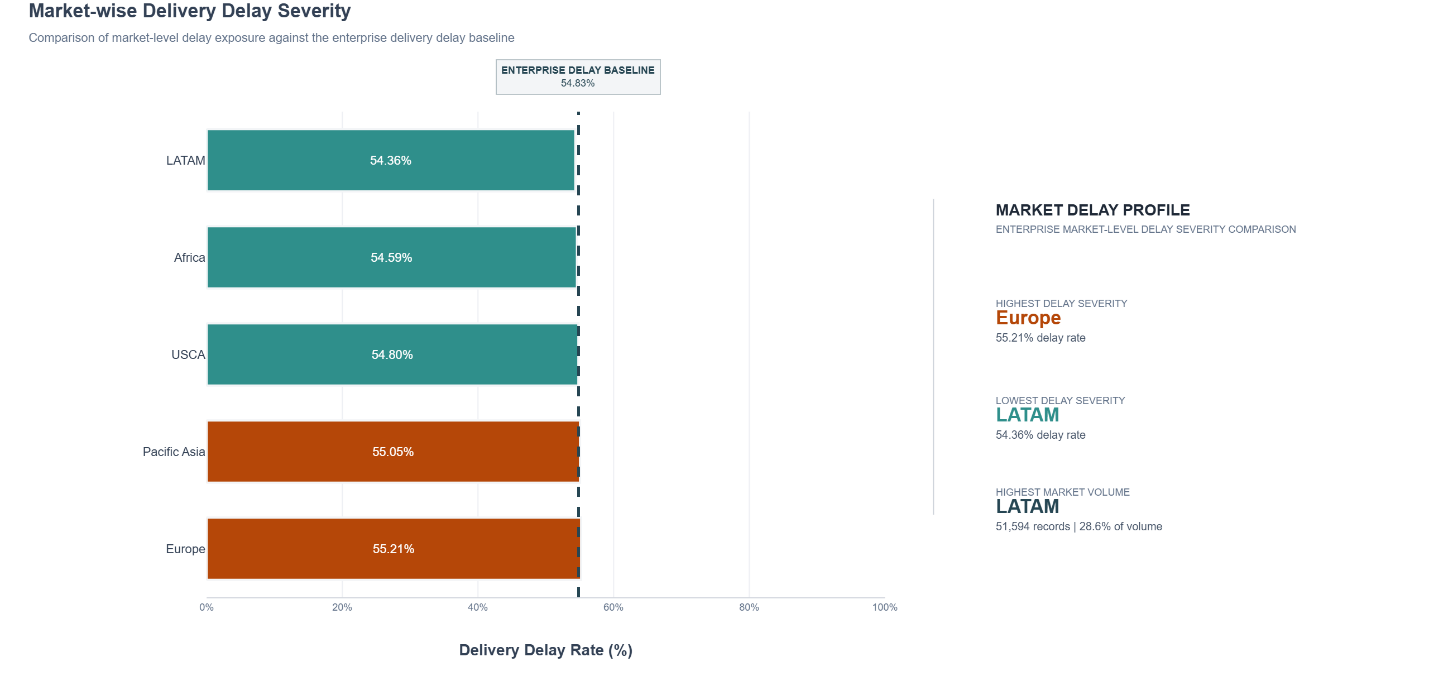 Market-wise Delivery Delay Severity
Comparison of market-level delay exposure against the enterprise delivery delay baseline
ENTERPRISE DELAY BASELINE
54.83%
LATAM
54.36%
Africa
54.59%
USCA
54.80%
Pacific Asia
55.05%
Europe
55.21%
0%
20%
40%
60%
80%
100%
Delivery Delay Rate (%)
MARKET DELAY PROFILE
ENTERPRISE MARKET-LEVEL DELAY SEVERITY COMPARISON
HIGHEST DELAY SEVERITY
Europe
55.21% delay rate
LOWEST DELAY SEVERITY
LATAM
54.36% delay rate
HIGHEST MARKET VOLUME
LATAM
51,594 records | 28.6% of volume